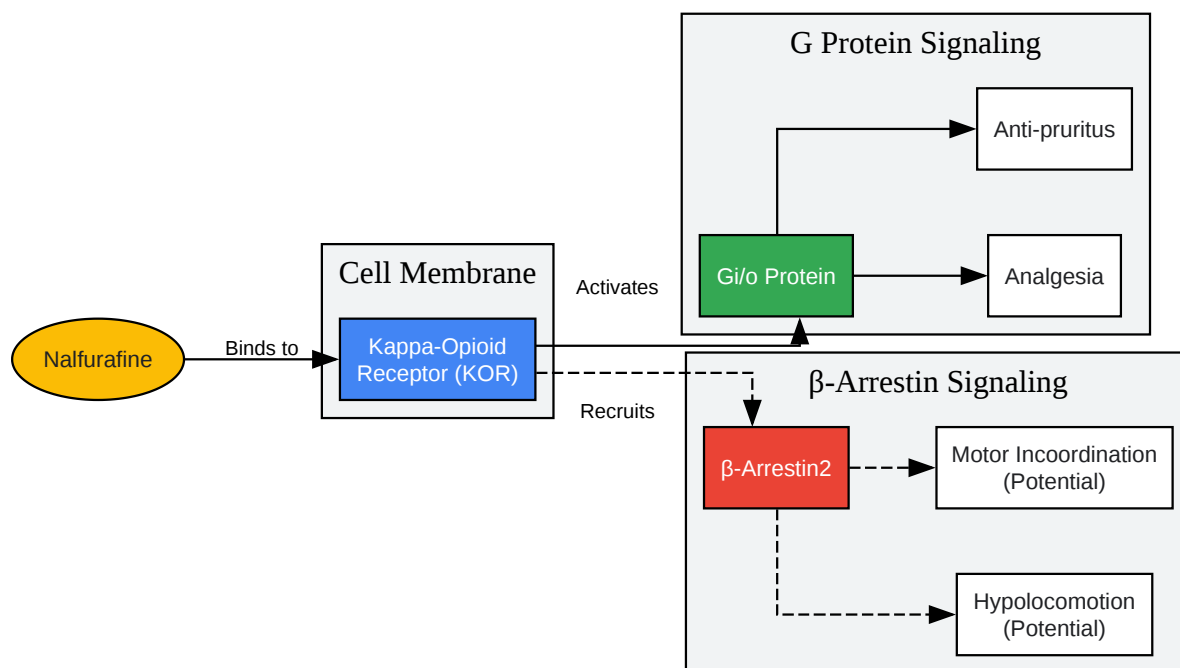 G Protein Signaling
Anti-pruritus
Gi/o Protein
Analgesia
Cell Membrane
Activates
Nalfurafine
Binds to
Kappa-Opioid
Receptor (KOR)
Recruits
β-Arrestin Signaling
β-Arrestin2
Motor Incoordination
(Potential)
Hypolocomotion
(Potential)